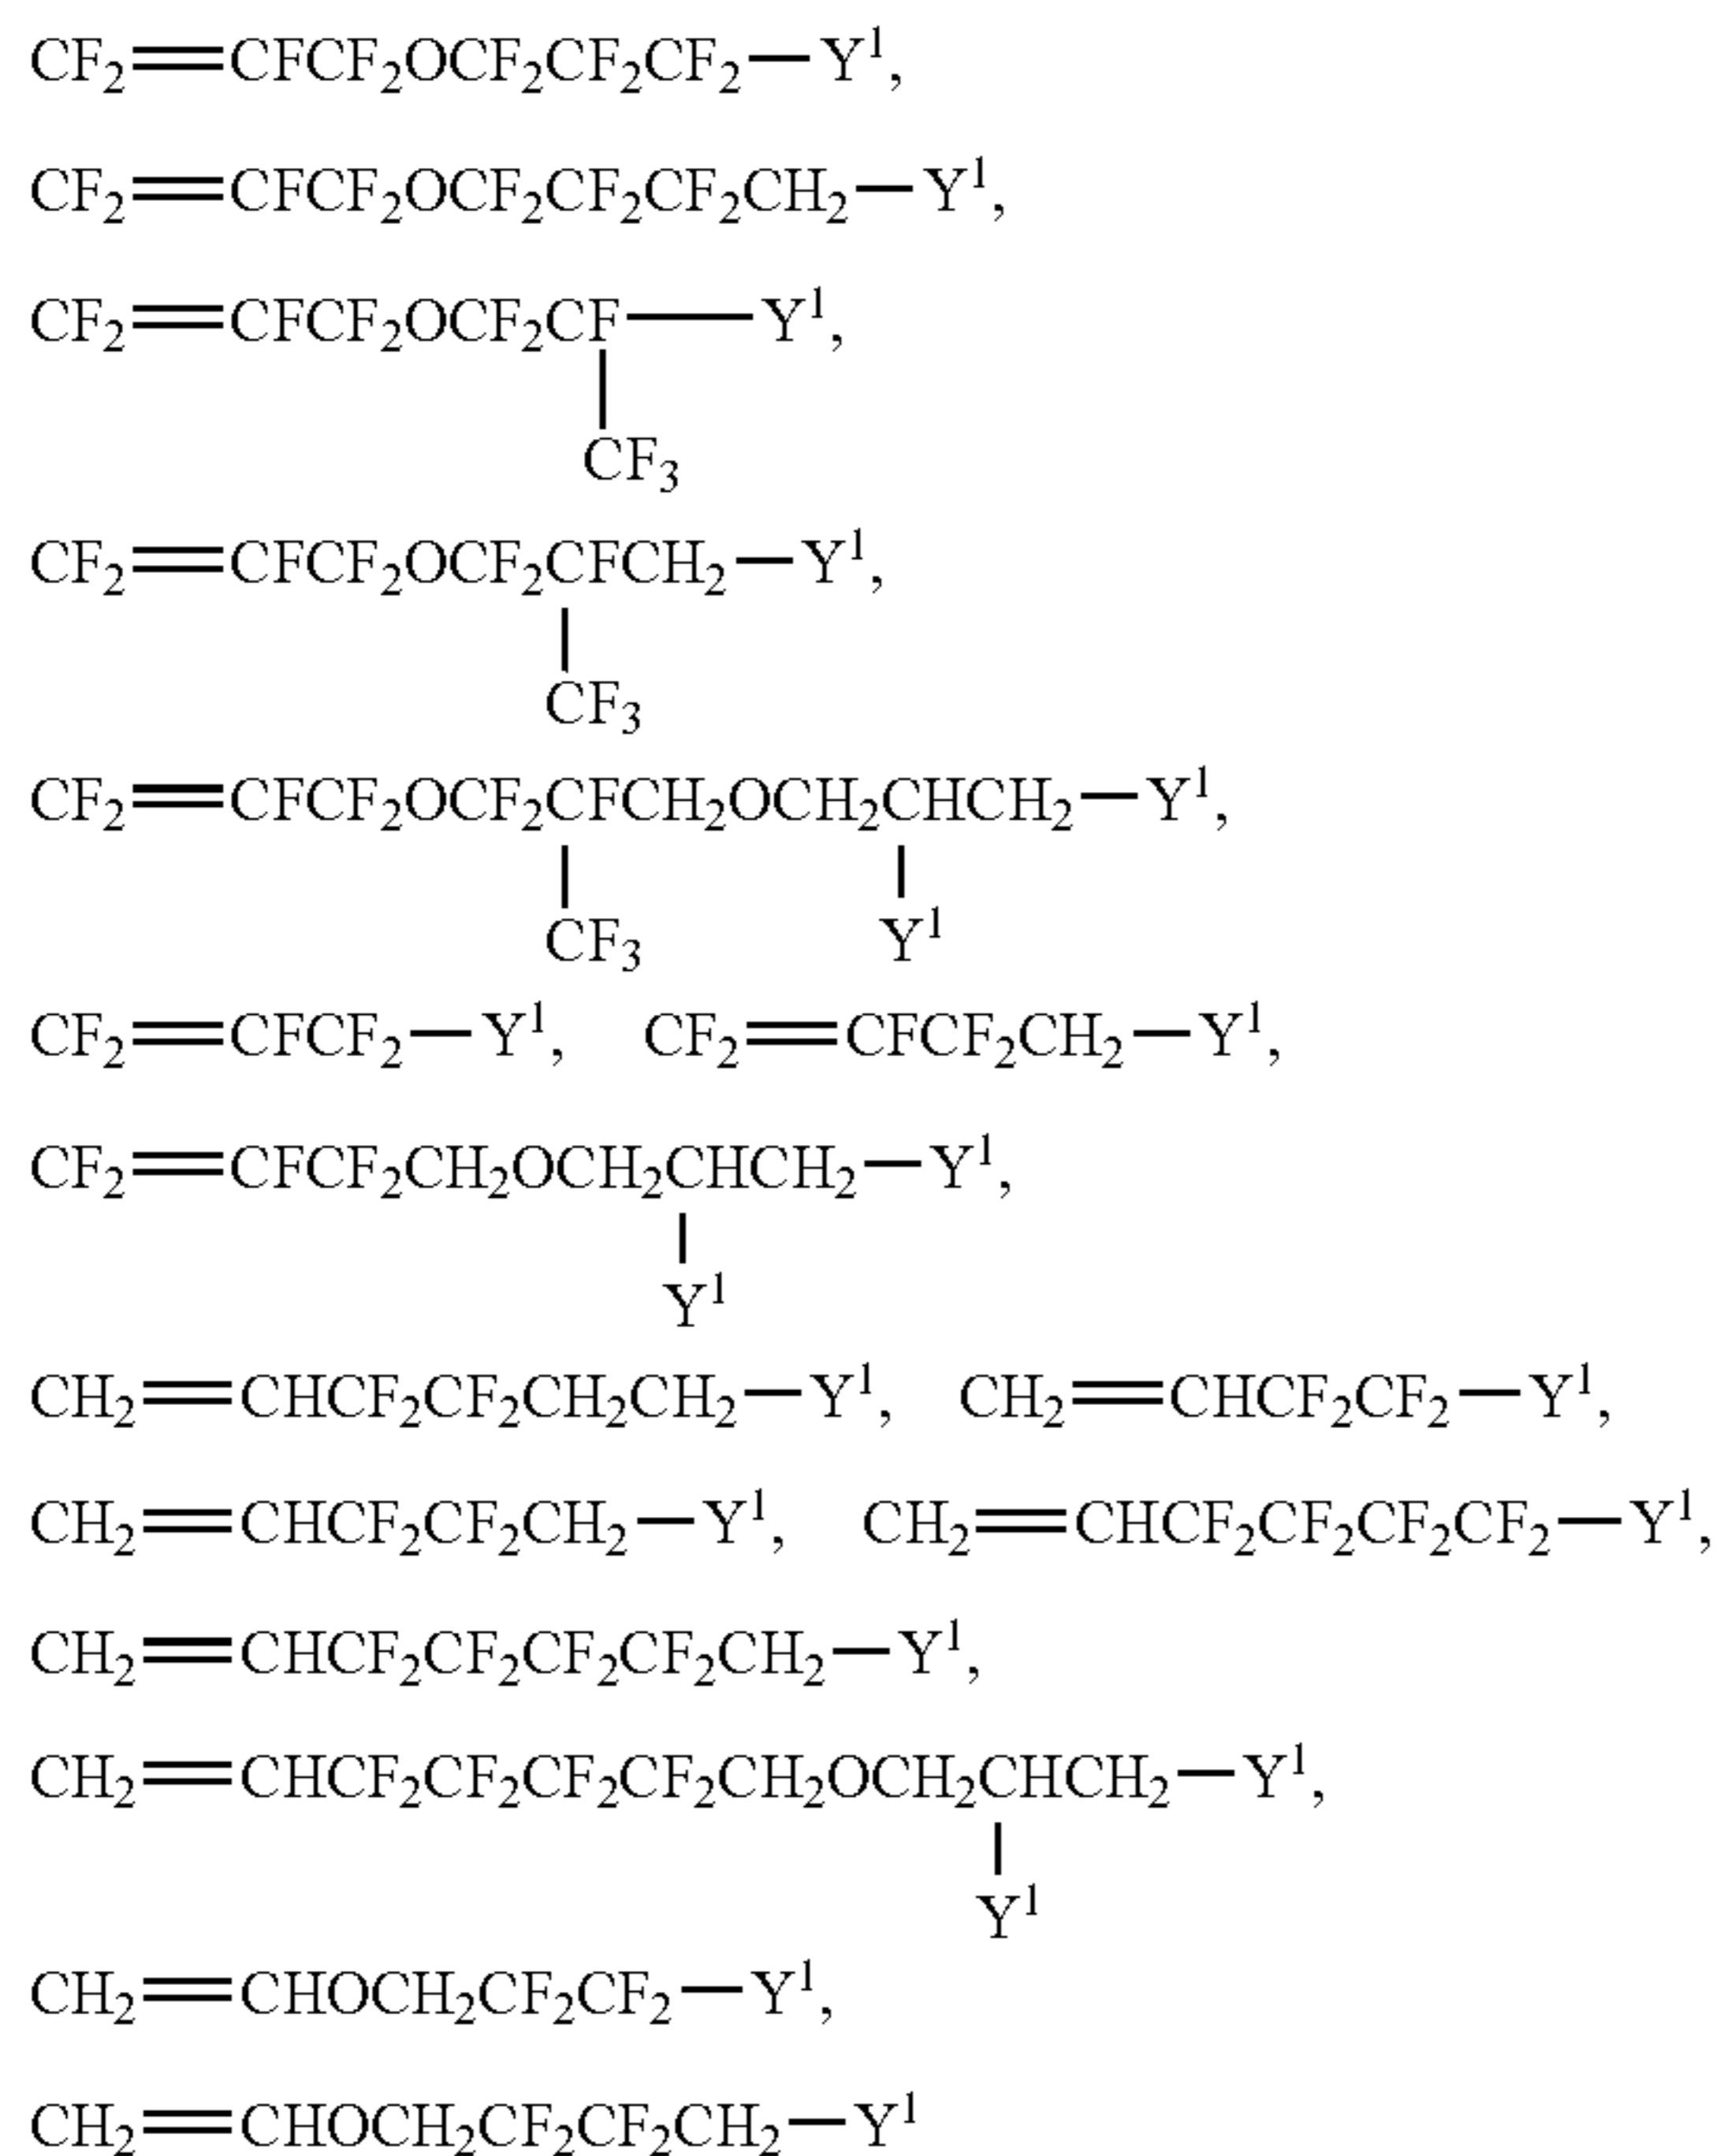 CF₂=CFCF₂OCF₂CF₂CF₂—Y¹,
CF₂=CFCF₂OCF₂CF₂CF₂CH₂—Y¹,
CF₂=CFCF₂OCF₂CF—Y¹,
CF₃
CF₂=CFCF₂OCF₂CFCH₂—Y¹,
CF₃
CF₂=CFCF₂OCF₂CFCH₂OCH₂CHCH₂—Y¹,
CF₃ Y¹
CF₂=CFCF₂—Y¹, CF₂=CFCF₂CH₂—Y¹,
CF₂=CFCF₂CH₂OCH₂CHCH₂—Y¹,
Y¹
CH₂=CHCF₂CF₂CH₂CH₂—Y¹, CH₂=CHCF₂CF₂—Y¹,
CH₂=CHCF₂CF₂CH₂—Y¹, CH₂=CHCF₂CF₂CF₂CF₂—Y¹,
CH₂=CHCF₂CF₂CF₂CF₂CH₂—Y¹,
CH₂=CHCF₂CF₂CF₂CF₂CH₂OCH₂CHCH₂—Y¹,
Y¹
CH₂=CHOCH₂CF₂CF₂—Y¹,
CH₂=CHOCH₂CF₂CF₂CH₂—Y¹